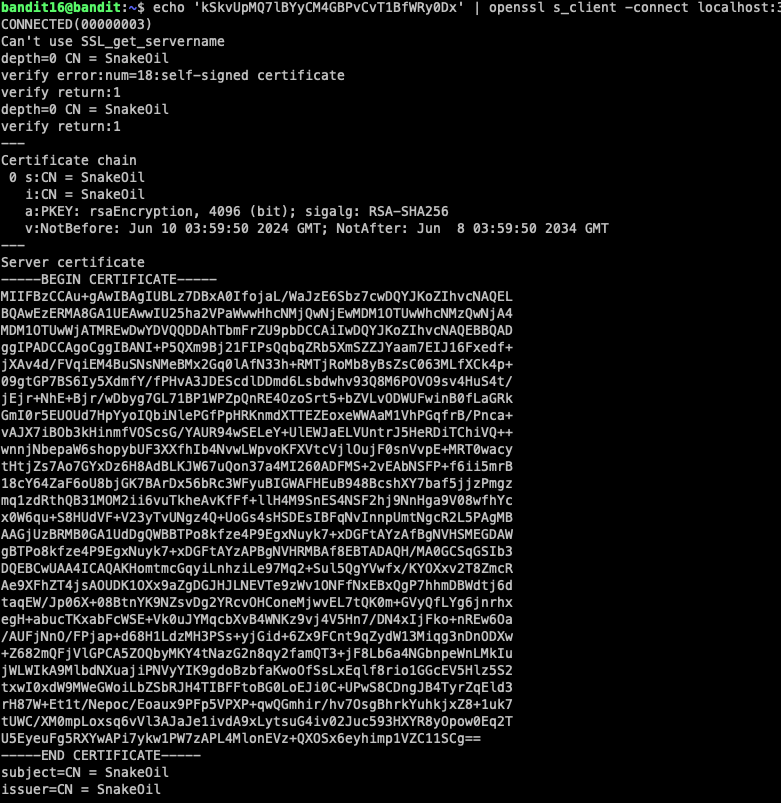 bandit16@bandit:~$ echo 'kSkvUpMQ7lBYyCM4GBPvCvT1BfWRy0Dx' | openssl s_client -connect localhost:3
CONNECTED(00000003)
Can't use SSL_get_servername
depth=0 CN = SnakeOil
verify error:num=18:self-signed certificate
verify return:1
depth=0 CN = SnakeOil
verify return:1
---
Certificate chain
 0 s:CN = SnakeOil
   i:CN = SnakeOil
   a:PKEY: rsaEncryption, 4096 (bit); sigalg: RSA-SHA256
   v:NotBefore: Jun 10 03:59:50 2024 GMT; NotAfter: Jun  8 03:59:50 2034 GMT
---
Server certificate
-----BEGIN CERTIFICATE-----
MIIFBzCCAu+gAwIBAgIUBLz7DBxA0IfojaL/WaJzE6Sbz7cwDQYJKoZIhvcNAQEL
BQAwEzERMA8GA1UEAwwIU25ha2VPaWwwHhcNMjQwNjEwMDM1OTUwWhcNMzQwNjA4
MDM1OTUwWjATMREwDwYDVQQDDAhTbmFrZU9pbDCCAiIwDQYJKoZIhvcNAQEBBQAD
ggIPADCCAgoCggIBANI+P5QXm9Bj21FIPsQqbqZRb5XmSZZJYaam7EIJ16Fxedf+
jXAv4d/FVqiEM4BuSNsNMeBMx2Gq0lAfN33h+RMTjRoMb8yBsZsC063MLfXCk4p+
09gtGP7BS6Iy5XdmfY/fPHvA3JDEScdlDDmd6Lsbdwhv93Q8M6POVO9sv4HuS4t/
jEjr+NhE+Bjr/wDbyg7GL71BP1WPZpQnRE4OzoSrt5+bZVLvODWUFwinB0fLaGRk
GmI0r5EUOUd7HpYyoIQbiNlePGfPpHRKnmdXTTEZEoxeWWAaM1VhPGqfrB/Pnca+
vAJX7iBOb3kHinmfVOScsG/YAUR94wSELeY+UlEWJaELVUntrJ5HeRDiTChiVQ++
wnnjNbepaW6shopybUF3XXfhIb4NvwLWpvoKFXVtcVjlOujF0snVvpE+MRT0wacy
tHtjZs7Ao7GYxDz6H8AdBLKJW67uQon37a4MI260ADFMS+2vEAbNSFP+f6ii5mrB
18cY64ZaF6oU8bjGK7BArDx56bRc3WFyuBIGWAFHEuB948BcshXY7baf5jjzPmgz
mq1zdRthQB31MOM2ii6vuTkheAvKfFf+llH4M9SnES4NSF2hj9NnHga9V08wfhYc
x0W6qu+S8HUdVF+V23yTvUNgz4Q+UoGs4sHSDEsIBFqNvInnpUmtNgcR2L5PAgMB
AAGjUzBRMB0GA1UdDgQWBBTPo8kfze4P9EgxNuyk7+xDGFtAYzAfBgNVHSMEGDAW
gBTPo8kfze4P9EgxNuyk7+xDGFtAYzAPBgNVHRMBAf8EBTADAQH/MA0GCSqGSIb3
DQEBCwUAA4ICAQAKHomtmcGqyiLnhziLe97Mq2+Sul5QgYVwfx/KYOXxv2T8ZmcR
Ae9XFhZT4jsAOUDK1OXx9aZgDGJHJLNEVTe9zWv1ONFfNxEBxQgP7hhmDBWdtj6d
taqEW/Jp06X+08BtnYK9NZsvDg2YRcvOHConeMjwvEL7tQK0m+GVyQfLYg6jnrhx
egH+abucTKxabFcWSE+Vk0uJYMqcbXvB4WNKz9vj4V5Hn7/DN4xIjFko+nREw6Oa
/AUFjNnO/FPjap+d68H1LdzMH3PSs+yjGid+6Zx9FCnt9qZydW13Miqg3nDnODXw
+Z682mQFjVlGPCA5ZOQbyMKY4tNazG2n8qy2famQT3+jF8Lb6a4NGbnpeWnLMkIu
jWLWIkA9MlbdNXuajiPNVyYIK9gdoBzbfaKwoOfSsLxEqlf8rio1GGcEV5Hlz5S2
txwI0xdW9MWeGWoiLbZSbRJH4TIBFFtoBG0LoEJi0C+UPwS8CDngJB4TyrZqEld3
rH87W+Et1t/Nepoc/Eoaux9PFp5VPXP+qwQGmhir/hv7OsgBhrkYuhkjxZ8+1uk7
tUWC/XM0mpLoxsq6vVl3AJaJe1ivdA9xLytsuG4iv02Juc593HXYR8yOpow0Eq2T
U5EyeuFg5RXYwAPi7ykw1PW7zAPL4MlonEVz+QXOSx6eyhimp1VZC11SCg==
-----END CERTIFICATE-----
subject=CN = SnakeOil
issuer=CN = SnakeOil